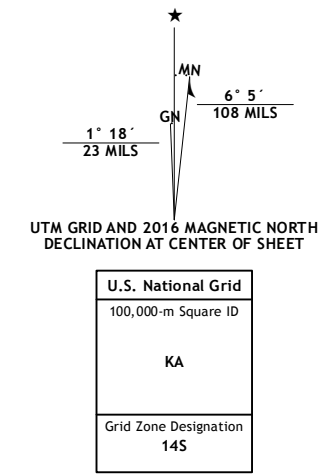 MN
GN
6° 5´
108 MILS
1° 18´
23 MILS
UTM GRID AND 2016 MAGNETIC NORTH
DECLINATION AT CENTER OF SHEET
U.S. National Grid
100,000-m Square ID
KA
Grid Zone Designation
14S